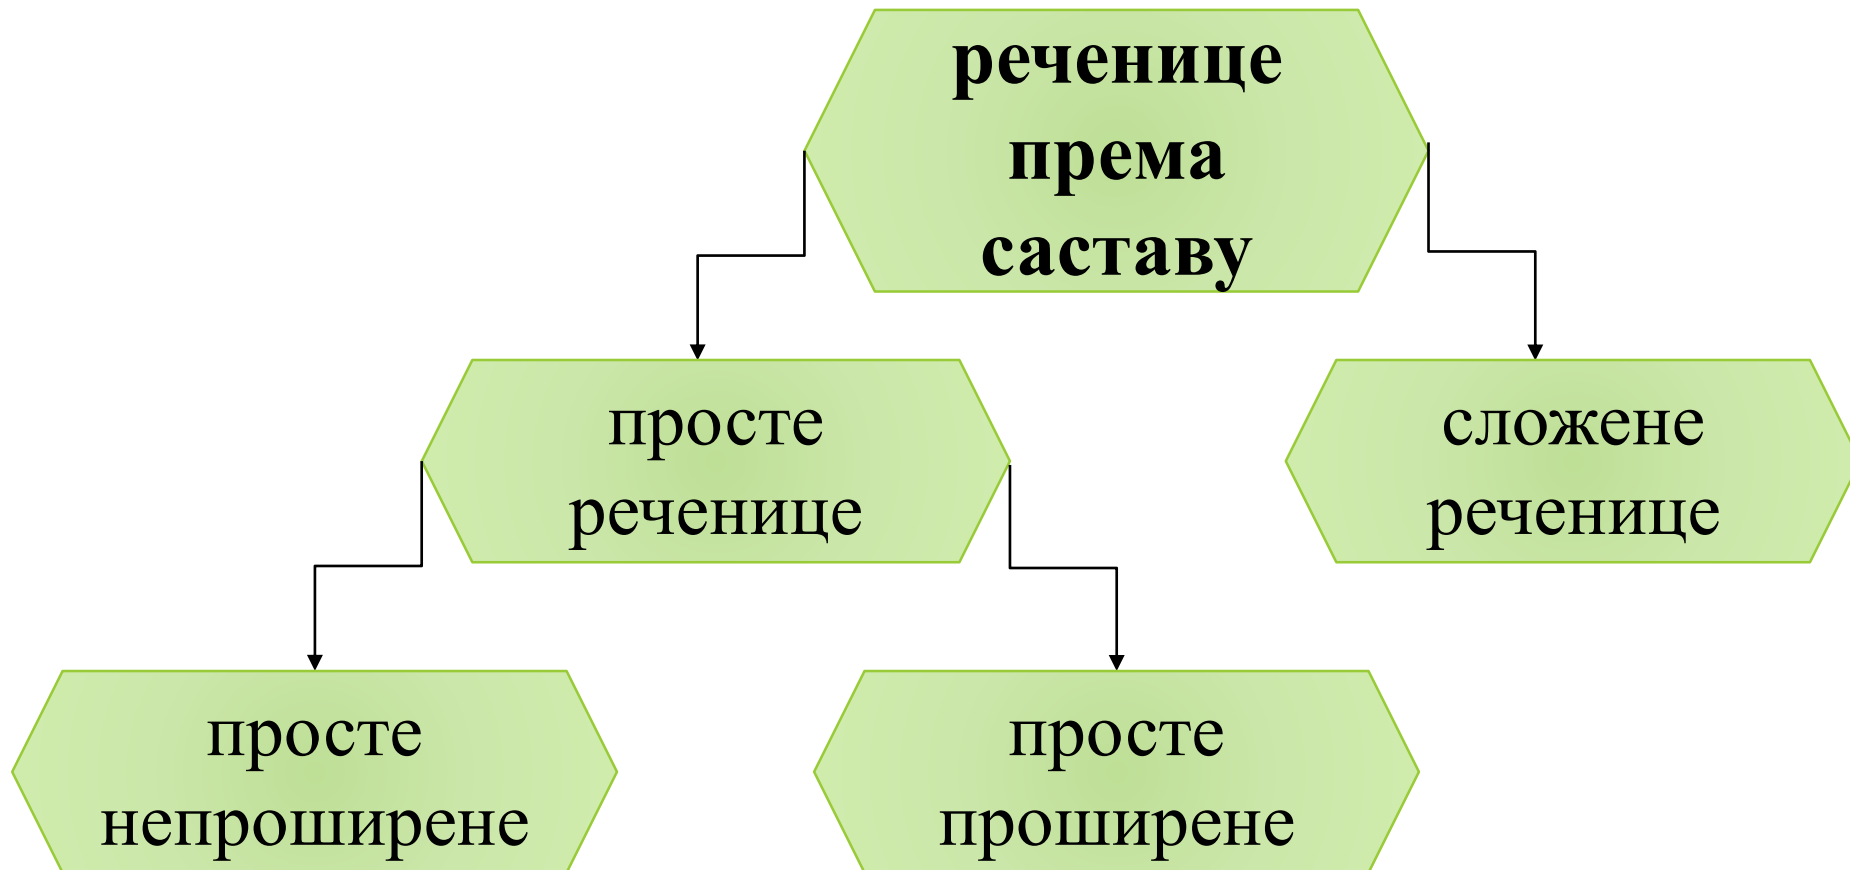 реченице
према
саставу
просте
реченице
сложене
реченице
просте
непроширене
просте
проширене